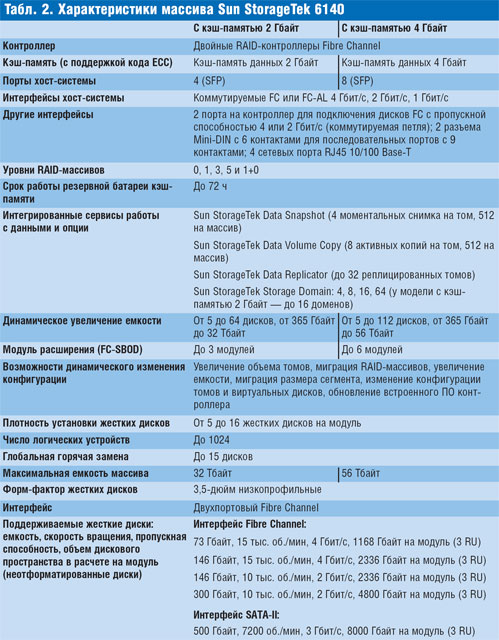 Табл. 2. Характеристики массива Sun StorageTek 6140
С кэш-памятью 2 Гбайт
С кэш-памятью 4 Гбайт
Контроллер
Двойные RAID-контроллеры Fibre Channel
Кэш-память (с поддержкой кода ECC)
Кэш-память данных 2 Гбайт
Кэш-память данных 4 Гбайт
Порты хост-системы
4 (SFP)
8 (SFP)
Интерфейсы хост-системы
Коммутируемые FC или FC-AL 4 Гбит/с, 2 Гбит/с, 1 Гбит/с
Другие интерфейсы
2 порта на контроллер для подключения дисков FC с пропускной
способностью 4 или 2 Гбит/с (коммутируемая петля); 2 разъема
Mini-DIN с 6 контактами для последовательных портов с 9
контактами; 4 сетевых порта RJ45 10/100 Base-T
Уровни RAID-массивов
0, 1, 3, 5 и 1+0
Срок работы резервной батареи кэш-
памяти
До 72 ч
Интегрированные сервисы работы
с данными и опции
Sun StorageTek Data Snapshot (4 моментальных снимка на том, 512
на массив)
Sun StorageTek Data Volume Copy (8 активных копий на том, 512 на
массив)
Sun StorageTek Data Replicator (до 32 реплицированных томов)
Sun StorageTek Storage Domain: 4, 8, 16, 64 (у модели с кэш-
памятью 2 Гбайт — до 16 доменов)
Динамическое увеличение емкости
От 5 до 64 дисков, от 365 Гбайт
до 32 Тбайт
От 5 до 112 дисков, от 365 Гбайт
до 56 Тбайт
Модуль расширения (FC-SBOD)
До 3 модулей
До 6 модулей
Возможности динамического изменения
конфигурации
Увеличение объема томов, миграция RAID-массивов, увеличение
емкости, миграция размера сегмента, изменение конфигурации
томов и виртуальных дисков, обновление встроенного ПО конт-
роллера
Плотность установки жестких дисков
От 5 до 16 жестких дисков на модуль
Число логических устройств
До 1024
Глобальная горячая замена
До 15 дисков
Максимальная емкость массива
32 Тбайт
56 Тбайт
Форм-фактор жестких дисков
3,5-дюйм низкопрофильные
Интерфейс
Двухпортовый Fibre Channel
Поддерживаемые жесткие диски:
емкость, скорость вращения, пропускная
способность, объем дискового
пространства в расчете на модуль
(неотформатированные диски)
Интерфейс Fibre Channel:
73 Гбайт, 15 тыс. об./мин, 4 Гбит/с, 1168 Гбайт на модуль (3 RU)
146 Гбайт, 15 тыс. об./мин, 4 Гбит/с, 2336 Гбайт на модуль (3 RU)
146 Гбайт, 10 тыс. об./мин, 2 Гбит/с, 2336 Гбайт на модуль (3 RU)
300 Гбайт, 10 тыс. об./мин, 2 Гбит/с, 4800 Гбайт на модуль (3 RU)
Интерфейс SATA-II:
500 Гбайт, 7200 об./мин, 3 Гбит/с, 8000 Гбайт на модуль (3 RU)